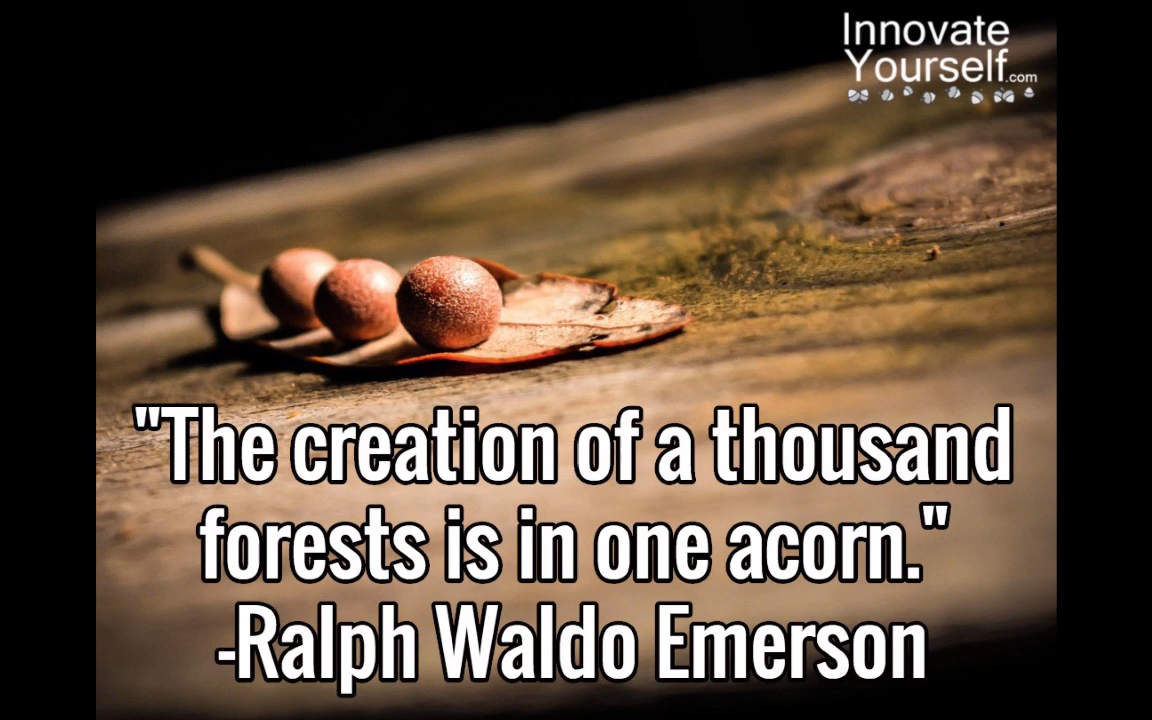 Innovate
Yourself.com
"The creation of a thousand
forests is in one acorn."
-Ralph Waldo Emerson